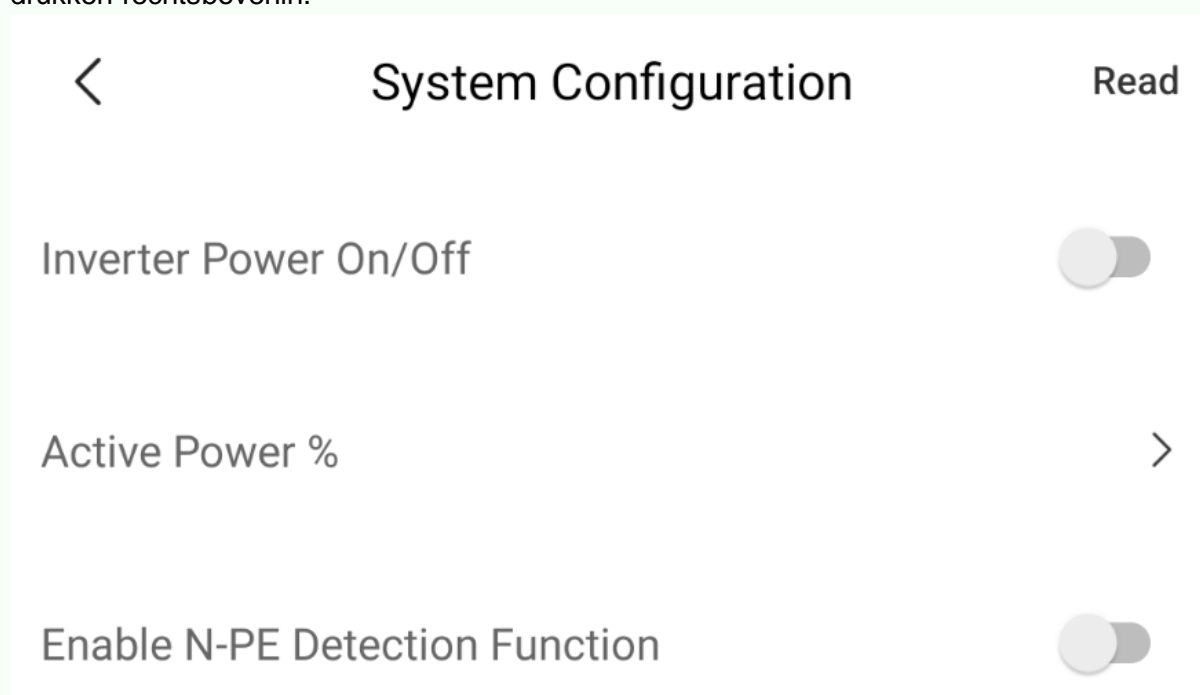 System Configuration Read
Inverter Power On/Off
Active Power %
Enable N-PE Detection Function